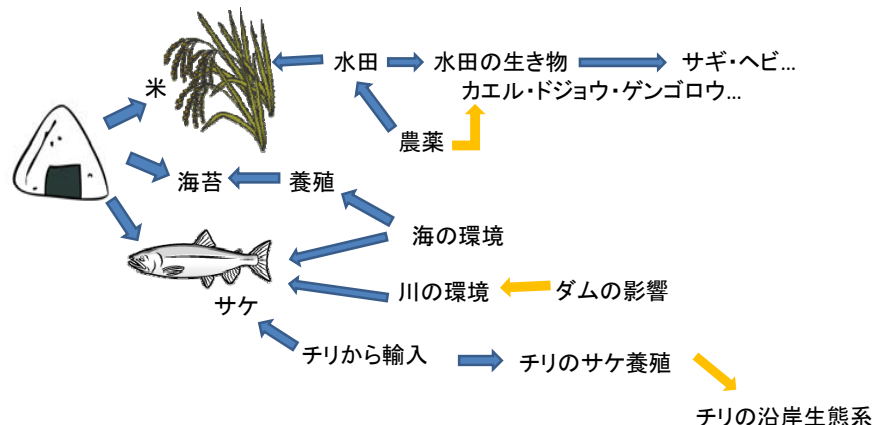 米
水田
水田の生き物
サギ・ヘビ…
カエル・ドジョウ・ゲンゴロウ…
農薬
海苔
養殖
海の環境
サケ
川の環境
ダムの影響
チリから輸入
チリのサケ養殖
チリの沿岸生態系